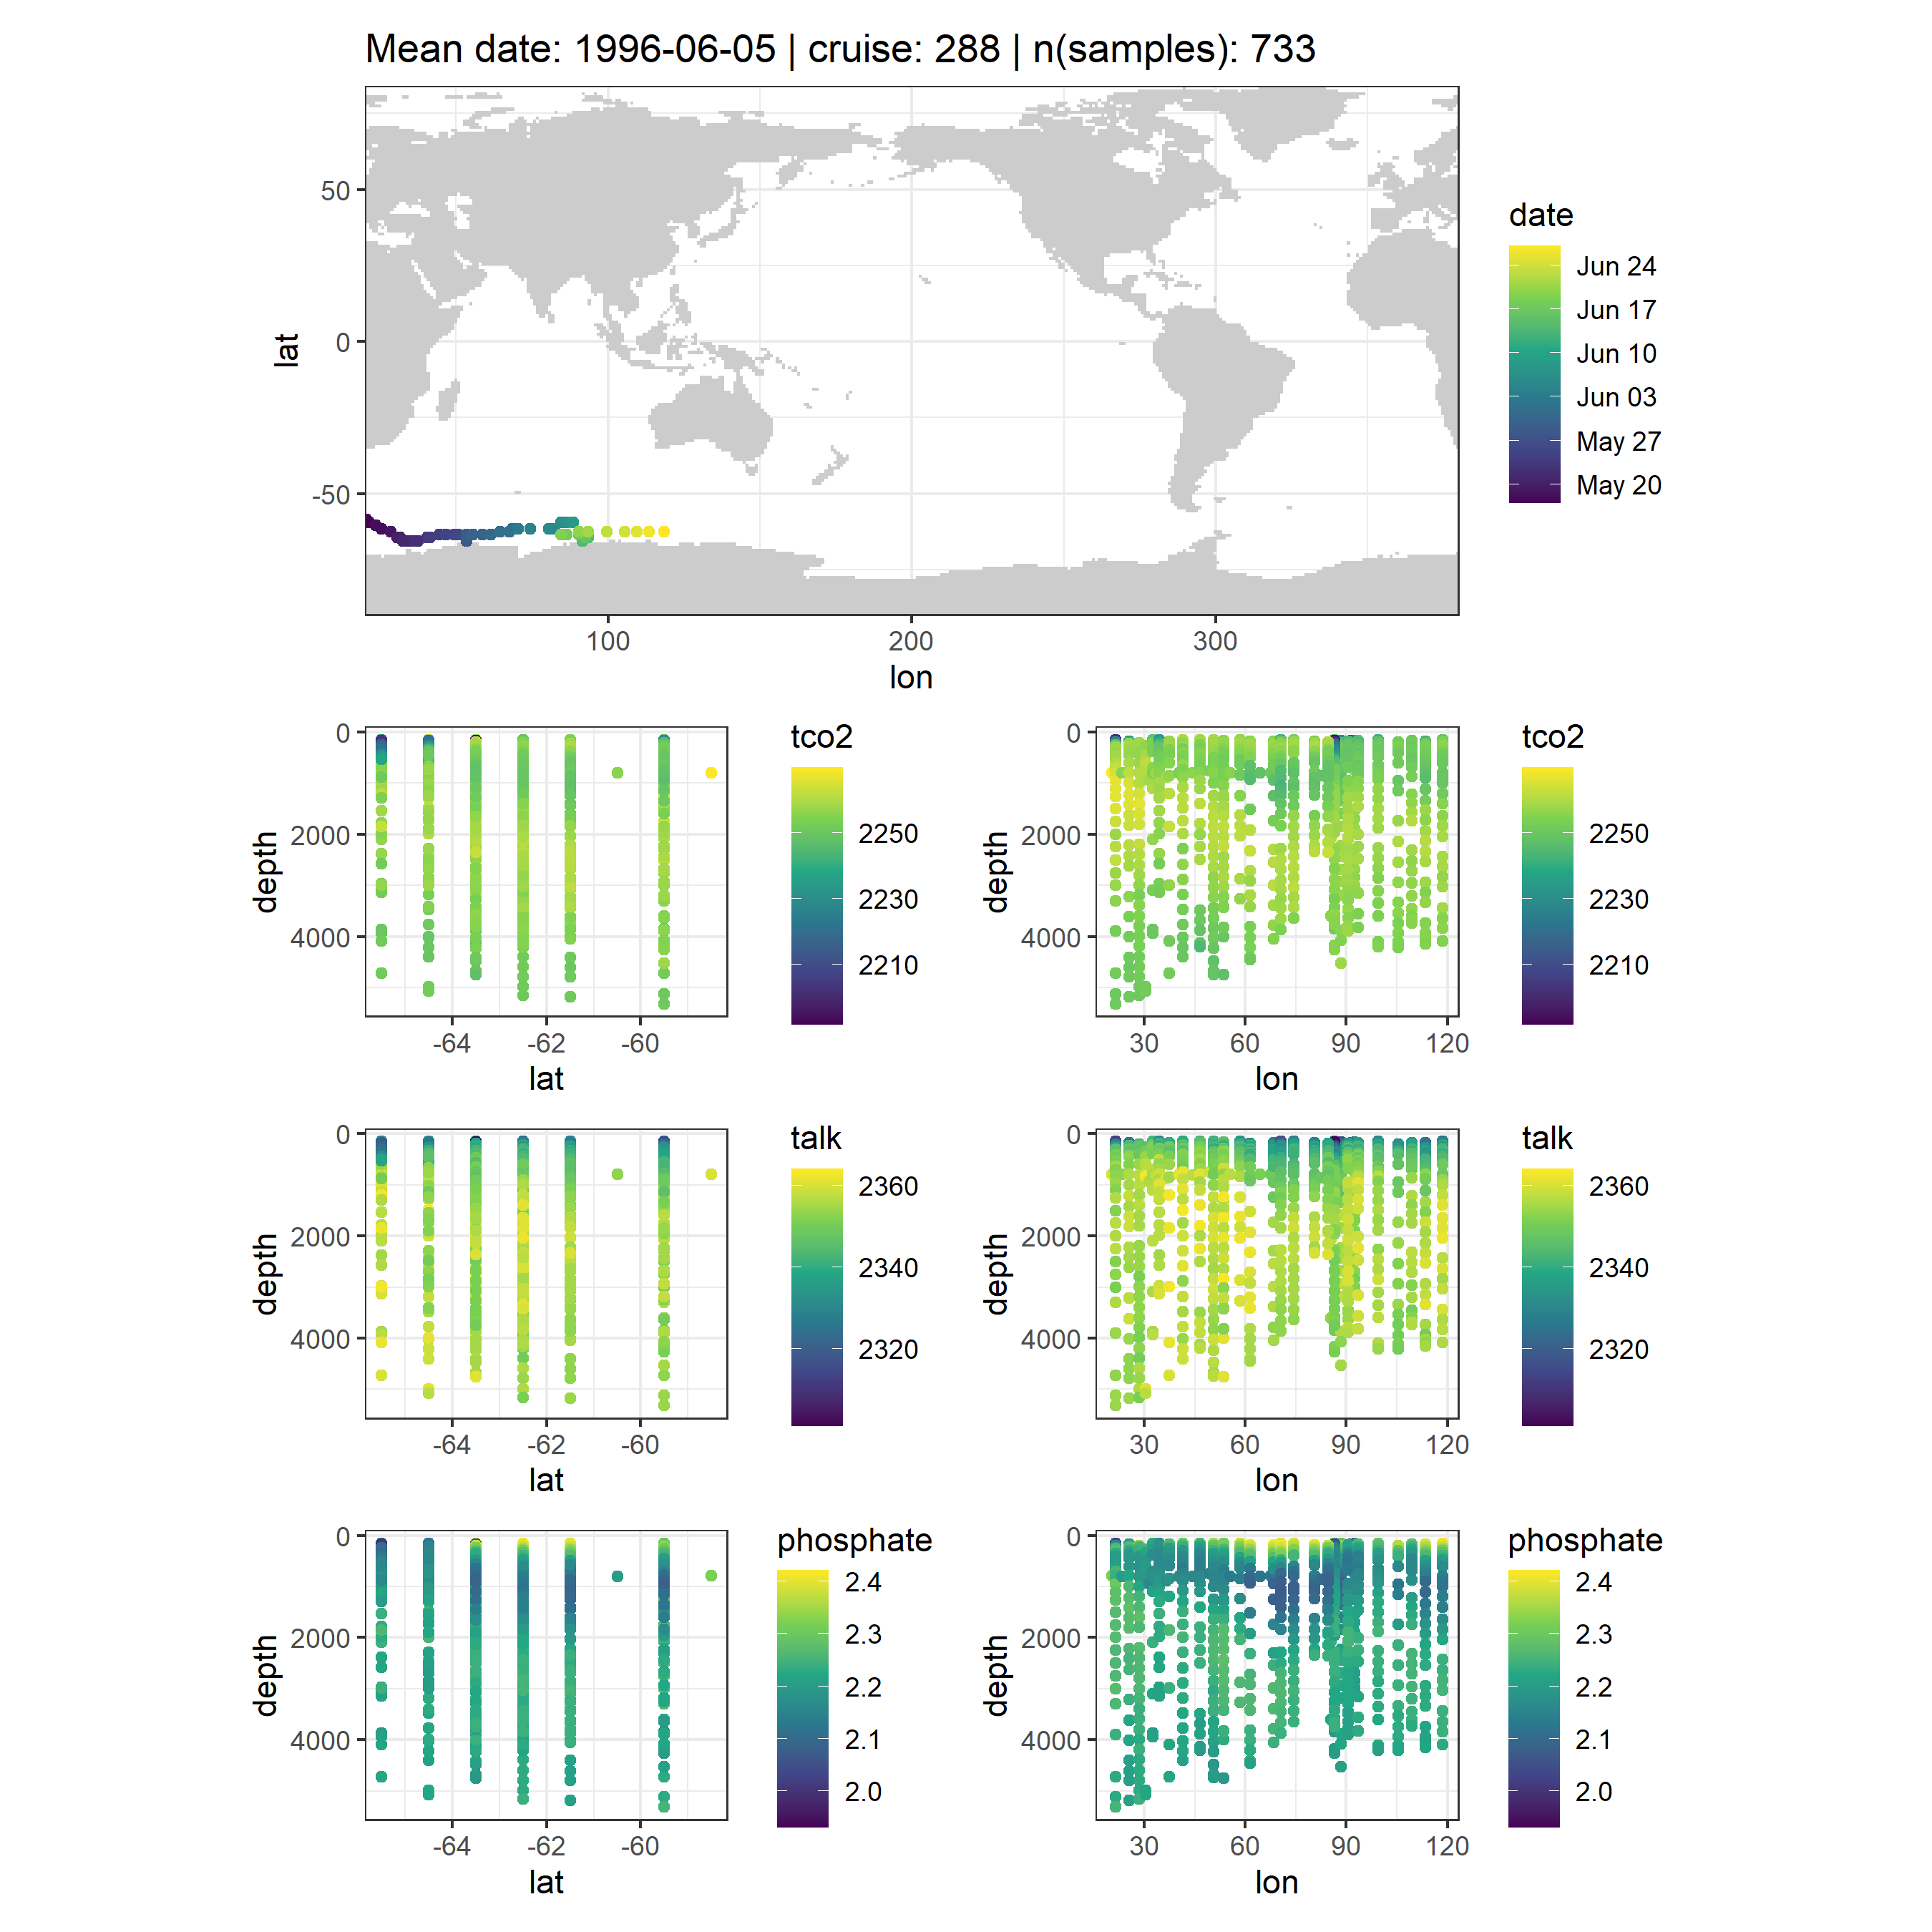 Mean date: 1996-06-05 | cruise: 288 | n(samples): 733
lat
50
0
-50
100
200
300
lon
date
Jun 24
Jun 17
Jun 10
Jun 03
May 27
May 20
depth
0
2000
4000
-64
-62
-60
lat
tco2
2250
2230
2210
depth
0
2000
4000
30
60
90
120
lon
tco2
2250
2230
2210
depth
0
2000
4000
-64
-62
-60
lat
talk
2360
2340
2320
depth
0
2000
4000
30
60
90
120
lon
talk
2360
2340
2320
depth
0
2000
4000
-64
-62
-60
lat
phosphate
2.4
2.3
2.2
2.1
2.0
depth
0
2000
4000
30
60
90
120
lon
phosphate
2.4
2.3
2.2
2.1
2.0